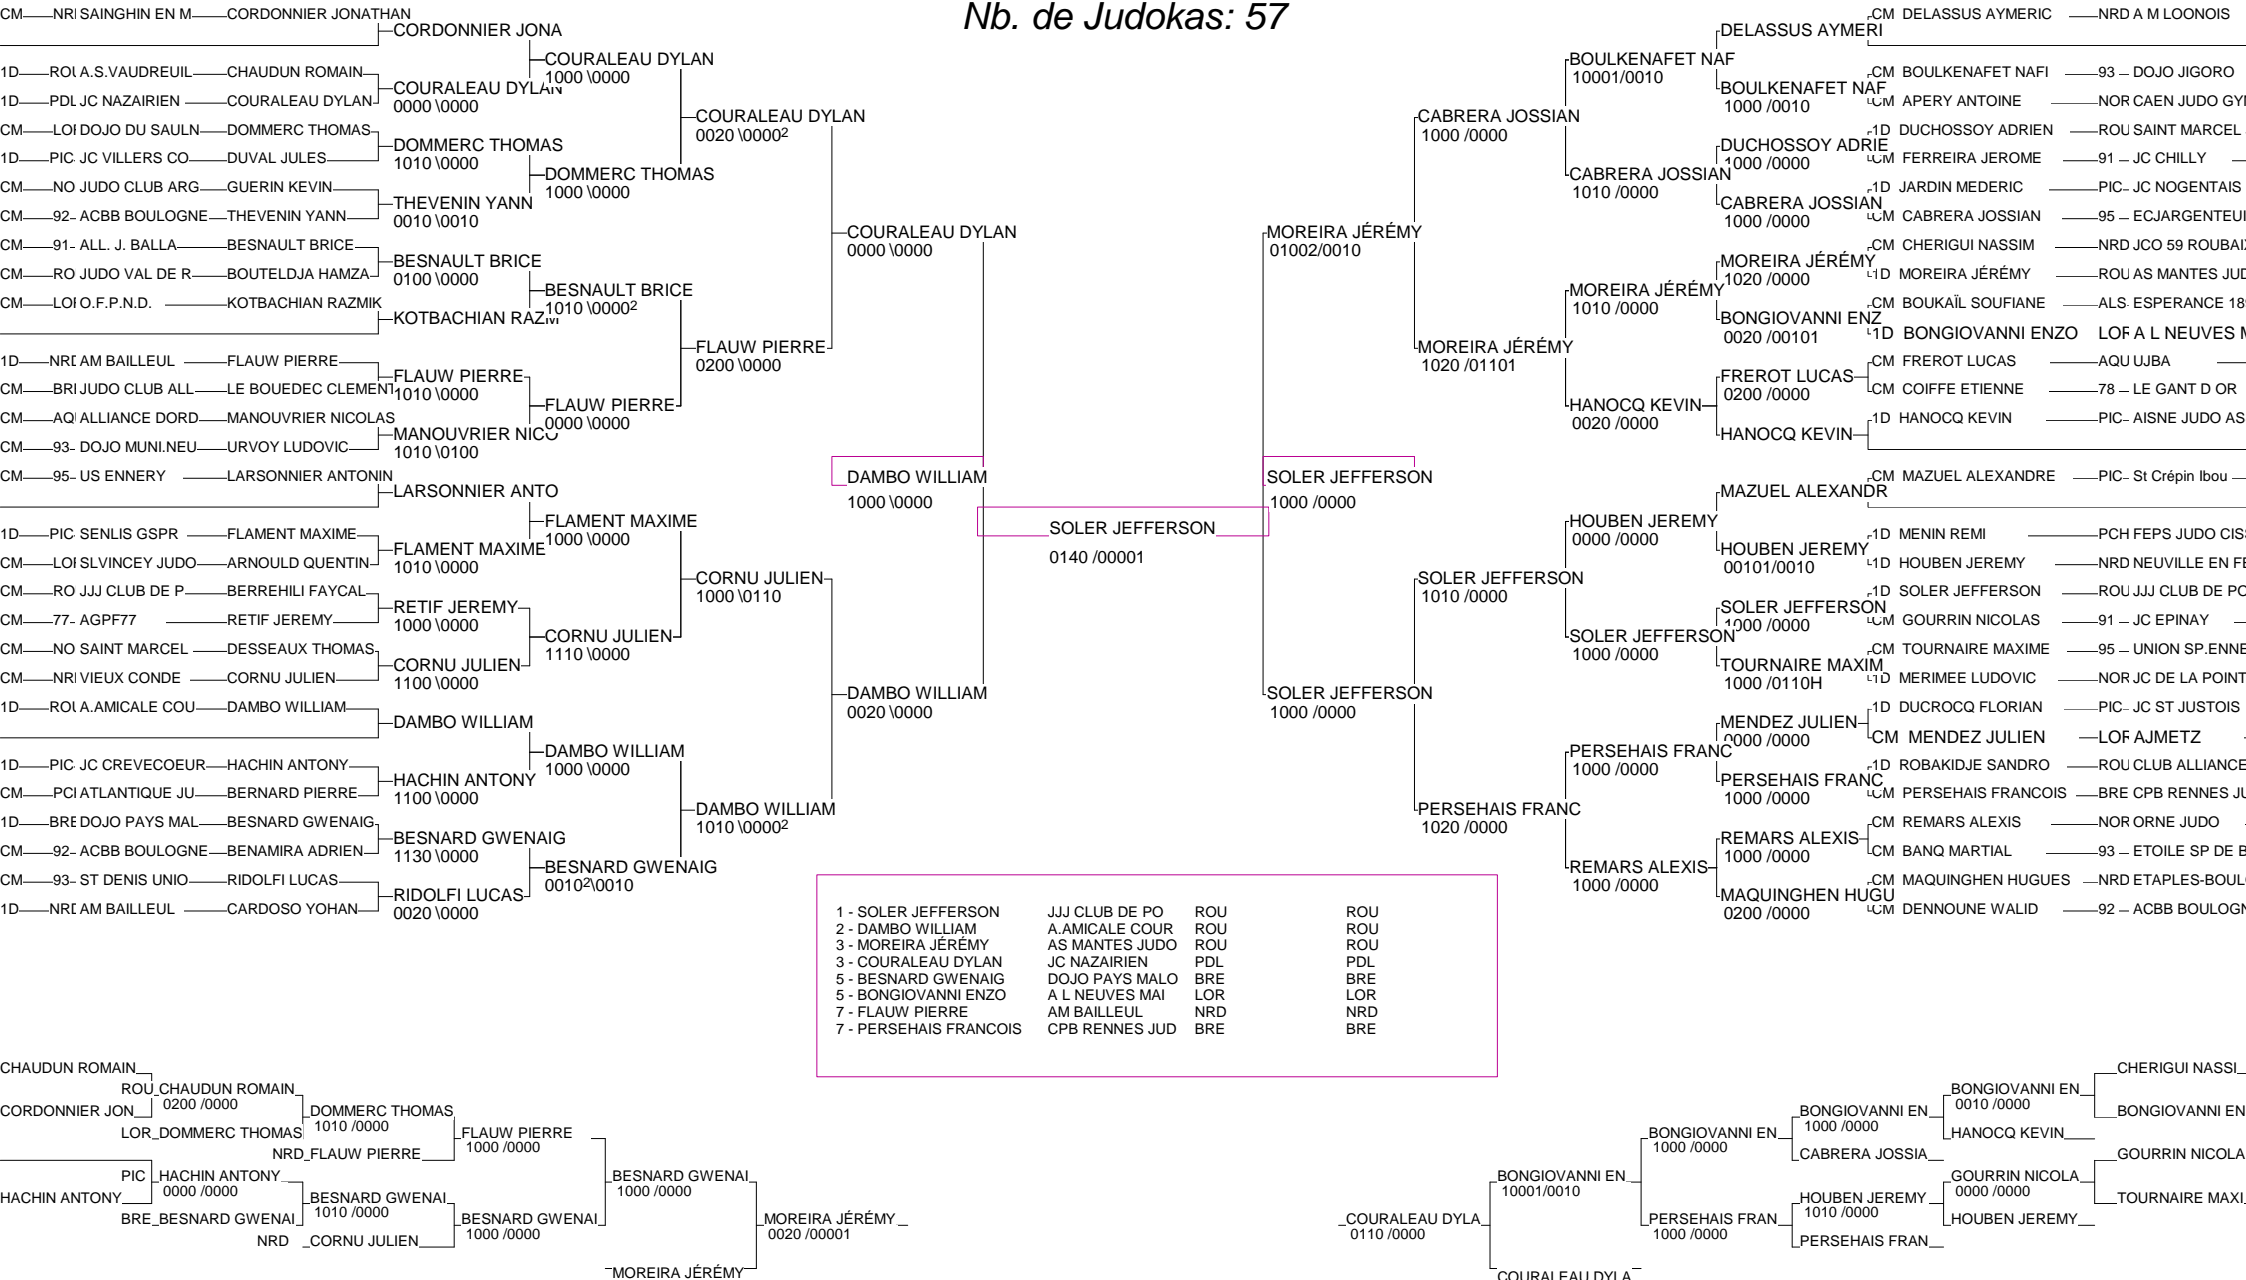 Nb. de Judokas: 57
CM NRD SAINGHIN EN M CORDONNIER JONATHAN
1D ROU A.S.VAUDREUIL CHAUDUN ROMAIN
1D PDL JC NAZAIRIEN COURALEAU DYLAN
CM LOR DOJO DU SAULN DOMMERC THOMAS
1D PIC JC VILLERS CO DUVAL JULES
CM NO JUDO CLUB ARG GUERIN KEVIN
CM 92 ACBB BOULOGNE THEVENIN YANN
CM 91 ALL. J. BALLA BESNAULT BRICE
CM RO JUDO VAL DE R BOUTELDJA HAMZA
CM LOR O.F.P.N.D. KOTBACHIAN RAZMIK
1D NRD AM BAILLEUL FLAUW PIERRE
CM BRE JUDO CLUB ALL LE BOUEDEC CLEMENT
CM AQ ALLIANCE DORD MANOUVRIER NICOLAS
CM 93 DOJO MUNI.NEU URVOY LUDOVIC
CM 95 US ENNERY LARSONNIER ANTONIN
1D PIC SENLIS GSPR FLAMENT MAXIME
CM LOR SLVINCEY JUDO ARNOULD QUENTIN
CM RO JJJ CLUB DE P BERREHILI FAYCAL
CM 77 AGPF77 RETIF JEREMY
CM NO SAINT MARCEL DESSEAUX THOMAS
CM NRD VIEUX CONDE CORNU JULIEN
1D ROU A.AMICALE COU DAMBO WILLIAM
1D PIC JC CREVECOEUR HACHIN ANTONY
CM PCH ATLANTIQUE JU BERNARD PIERRE
1D BRE DOJO PAYS MAL BESNARD GWENAIG
CM 92 ACBB BOULOGNE BENAMIRA ADRIEN
CM 93 ST DENIS UNIO RIDOLFI LUCAS
1D NRD AM BAILLEUL CARDOSO YOHAN
CORDONNIER JONA
COURALEAU DYLAN
0000 \0000
DOMMERC THOMAS
1010 \0000
THEVENIN YANN
0010 \0010
BESNAULT BRICE
0100 \0000
KOTBACHIAN RAZM
FLAUW PIERRE
1010 \0000
MANOUVRIER NICO
1010 \0100
LARSONNIER ANTO
FLAMENT MAXIME
1010 \0000
RETIF JEREMY
1000 \0000
CORNU JULIEN
1100 \0000
DAMBO WILLIAM
HACHIN ANTONY
1100 \0000
BESNARD GWENAIG
1130 \0000
RIDOLFI LUCAS
0020 \0000
COURALEAU DYLAN
1000 \0000
DOMMERC THOMAS
1000 \0000
BESNAULT BRICE
1010 \0000²
FLAUW PIERRE
0000 \0000
FLAMENT MAXIME
1000 \0000
CORNU JULIEN
1110 \0000
DAMBO WILLIAM
1000 \0000
BESNARD GWENAIG
0010²\0010
COURALEAU DYLAN
0020 \0000²
FLAUW PIERRE
0200 \0000
CORNU JULIEN
1000 \0110
DAMBO WILLIAM
1010 \0000²
COURALEAU DYLAN
0000 \0000
DAMBO WILLIAM
0020 \0000
DAMBO WILLIAM
1000 \0000
SOLER JEFFERSON
0140 /00001
SOLER JEFFERSON
1000 /0000
MOREIRA JÉRÉMY
01002/0010
SOLER JEFFERSON
1000 /0000
CABRERA JOSSIAN
1000 /0000
MOREIRA JÉRÉMY
1020 /01101
SOLER JEFFERSON
1010 /0000
PERSEHAIS FRANC
1020 /0000
BOULKENAFET NAF
10001/0010
CABRERA JOSSIAN
1010 /0000
MOREIRA JÉRÉMY
1010 /0000
HANOCQ KEVIN
0020 /0000
HOUBEN JEREMY
0000 /0000
SOLER JEFFERSON
1000 /0000
PERSEHAIS FRANC
1000 /0000
REMARS ALEXIS
1000 /0000
DELASSUS AYMERI
BOULKENAFET NAF
1000 /0010
DUCHOSSOY ADRIE
1000 /0000
CABRERA JOSSIAN
1000 /0000
MOREIRA JÉRÉMY
1020 /0000
BONGIOVANNI ENZ
0020 /00101
FREROT LUCAS
0200 /0000
HANOCQ KEVIN
MAZUEL ALEXANDR
HOUBEN JEREMY
00101/0010
SOLER JEFFERSON
1000 /0000
TOURNAIRE MAXIM
1000 /0110H
MENDEZ JULIEN
0000 /0000
PERSEHAIS FRANC
1000 /0000
REMARS ALEXIS
1000 /0000
MAQUINGHEN HUGU
0200 /0000
CM DELASSUS AYMERIC NRD A M LOONOIS
CM BOULKENAFET NAFI 93 DOJO JIGORO
CM APERY ANTOINE NOR CAEN JUDO GYM
1D DUCHOSSOY ADRIEN ROU SAINT MARCEL
CM FERREIRA JEROME 91 JC CHILLY
1D JARDIN MEDERIC PIC JC NOGENTAIS
CM CABRERA JOSSIAN 95 ECJARGENTEUI
CM CHERIGUI NASSIM NRD JCO 59 ROUBAIX
1D MOREIRA JÉRÉMY ROU AS MANTES JUD
CM BOUKAÏL SOUFIANE ALS ESPERANCE 189
1D BONGIOVANNI ENZO LOR A L NEUVES M
CM FREROT LUCAS AQU UJBA
CM COIFFE ETIENNE 78 LE GANT D OR
1D HANOCQ KEVIN PIC AISNE JUDO AS
CM MAZUEL ALEXANDRE PIC St Crépin Ibou
1D MENIN REMI PCH FEPS JUDO CISS
1D HOUBEN JEREMY NRD NEUVILLE EN FE
1D SOLER JEFFERSON ROU JJJ CLUB DE PO
CM GOURRIN NICOLAS 91 JC EPINAY
CM TOURNAIRE MAXIME 95 UNION SP.ENNE
1D MERIMEE LUDOVIC NOR JC DE LA POINT
1D DUCROCQ FLORIAN PIC JC ST JUSTOIS
CM MENDEZ JULIEN LOR AJMETZ
1D ROBAKIDJE SANDRO ROU CLUB ALLIANCE
CM PERSEHAIS FRANCOIS BRE CPB RENNES JU
CM REMARS ALEXIS NOR ORNE JUDO
CM BANQ MARTIAL 93 ETOILE SP DE B
CM MAQUINGHEN HUGUES NRD ETAPLES-BOUL
CM DENNOUNE WALID 92 ACBB BOULOGN
1 - SOLER JEFFERSON JJJ CLUB DE PO ROU ROU
2 - DAMBO WILLIAM A.AMICALE COUR ROU ROU
3 - MOREIRA JÉRÉMY AS MANTES JUDO ROU ROU
3 - COURALEAU DYLAN JC NAZAIRIEN PDL PDL
5 - BESNARD GWENAIG DOJO PAYS MALO BRE BRE
5 - BONGIOVANNI ENZO A L NEUVES MAI LOR LOR
7 - FLAUW PIERRE AM BAILLEUL NRD NRD
7 - PERSEHAIS FRANCOIS CPB RENNES JUD BRE BRE
CHAUDUN ROMAIN
CORDONNIER JON
HACHIN ANTONY
ROU CHAUDUN ROMAIN
0200 /0000
LOR DOMMERC THOMAS
PIC HACHIN ANTONY
0000 /0000
BRE BESNARD GWENAI
DOMMERC THOMAS
1010 /0000
NRD FLAUW PIERRE
BESNARD GWENAI
1010 /0000
NRD CORNU JULIEN
FLAUW PIERRE
1000 /0000
BESNARD GWENAI
1000 /0000
BESNARD GWENAI
1000 /0000
MOREIRA JÉRÉMY
MOREIRA JÉRÉMY
0020 /00001
COURALEAU DYLA
0110 /0000
BONGIOVANNI EN
10001/0010
COURALEAU DYLA
BONGIOVANNI EN
1000 /0000
PERSEHAIS FRAN
1000 /0000
BONGIOVANNI EN
1000 /0000
CABRERA JOSSIA
HOUBEN JEREMY
1010 /0000
PERSEHAIS FRAN
BONGIOVANNI EN
0010 /0000
HANOCQ KEVIN
GOURRIN NICOLA
0000 /0000
HOUBEN JEREMY
CHERIGUI NASSI
BONGIOVANNI EN
GOURRIN NICOLA
TOURNAIRE MAXI